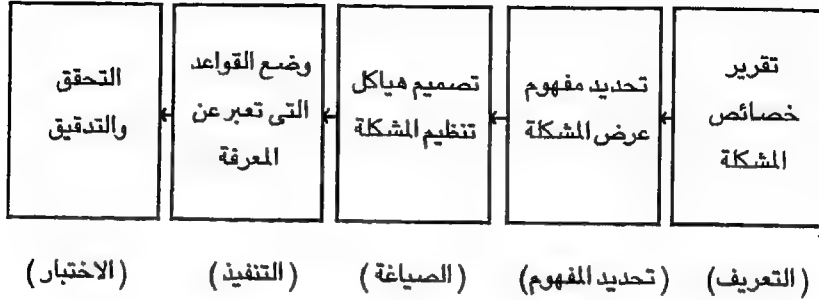 تقرير
خصائص
المشكلة
تحديد مفهوم
عرض المشكلة
تصميم هياكل
تنظيم المشكلة
وضع القواعد
التى تعبر عن
المعرفة
التحقق
والتدقيق
(التعريف)
(تحديد المفهوم)
(الصياغة)
(التنفيذ)
(الاختبار)